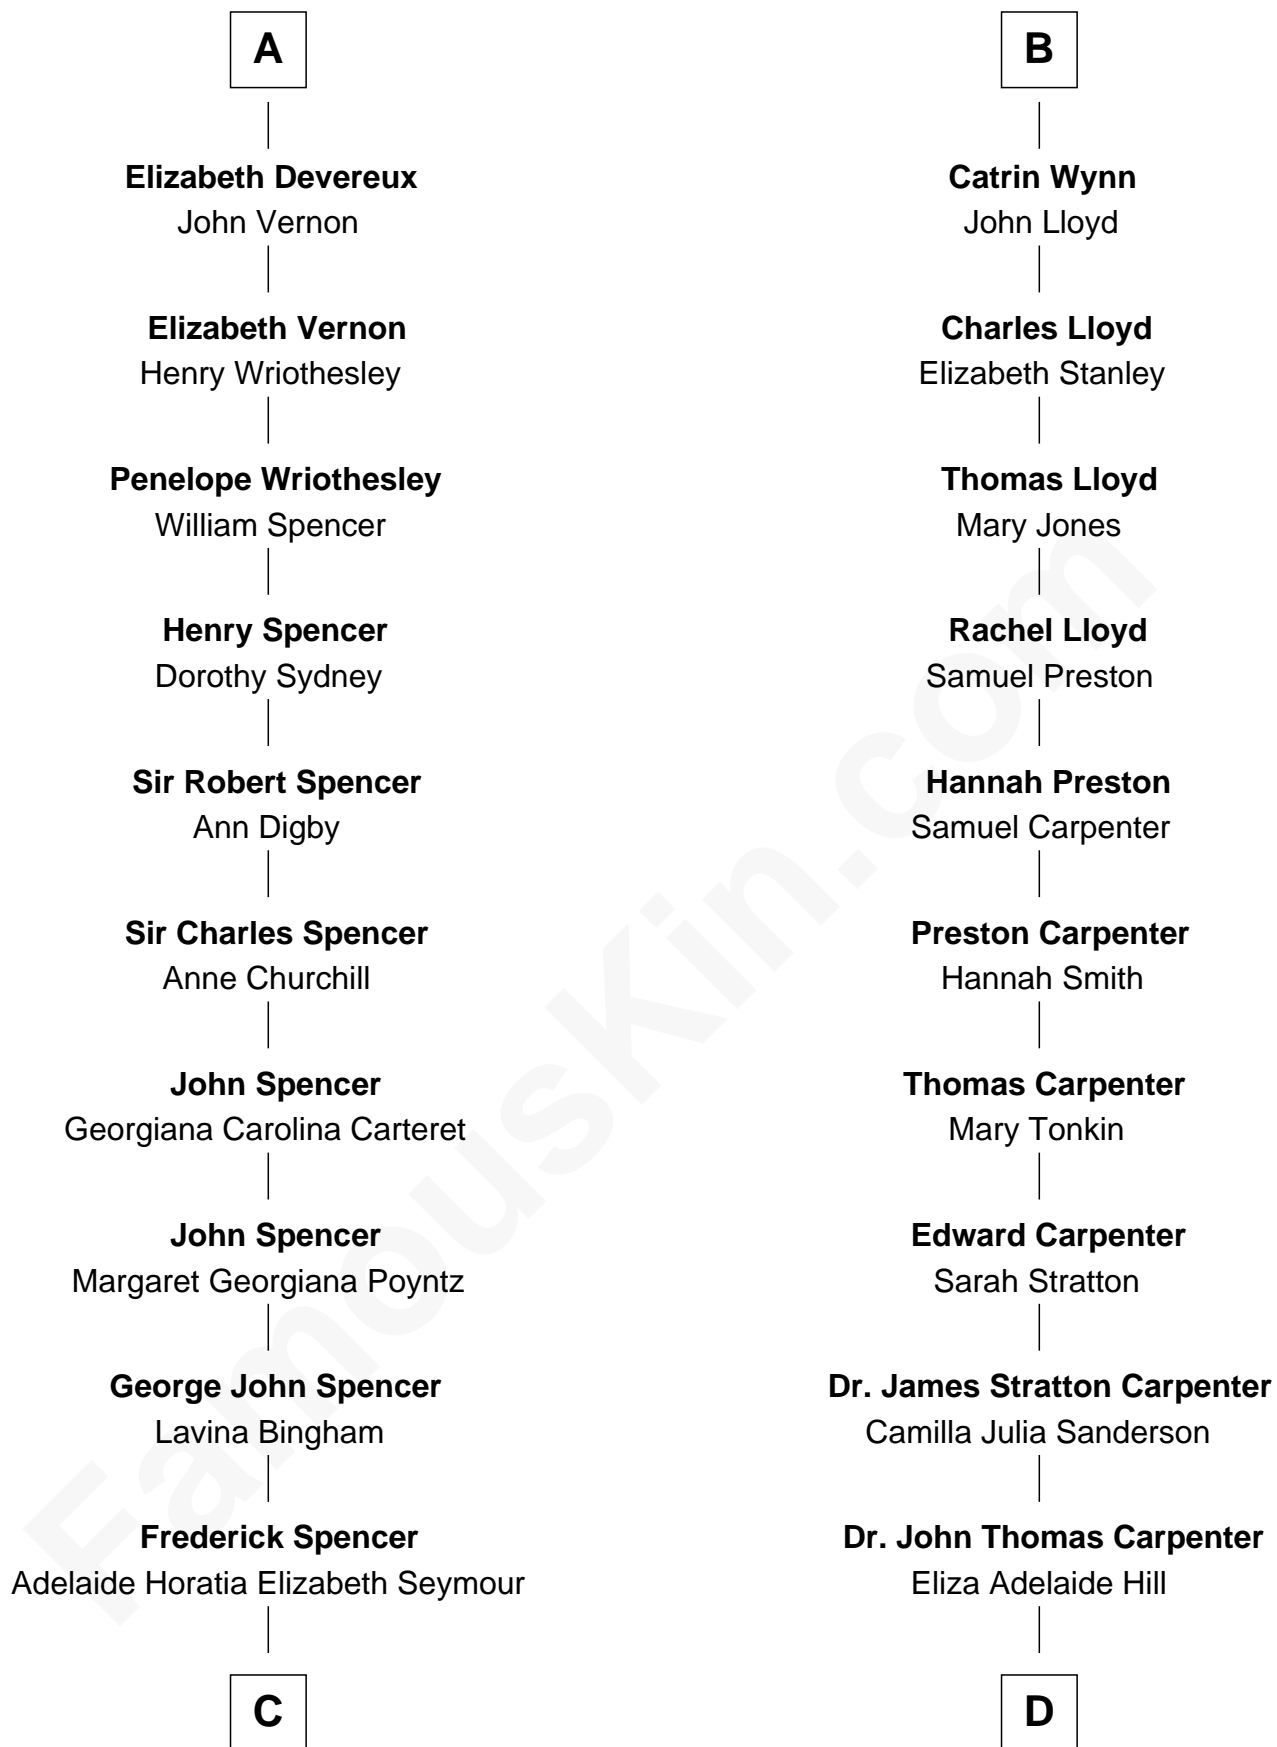 A
Elizabeth Devereux
John Vernon
Elizabeth Vernon
Henry Wriothesley
Penelope Wriothesley
William Spencer
Henry Spencer
Dorothy Sydney
Sir Robert Spencer
Ann Digby
Sir Charles Spencer
Anne Churchill
John Spencer
Georgiana Carolina Carteret
John Spencer
Margaret Georgiana Poyntz
George John Spencer
Lavina Bingham
Frederick Spencer
Adelaide Horatia Elizabeth Seymour
C
B
Catrin Wynn
John Lloyd
Charles Lloyd
Elizabeth Stanley
Thomas Lloyd
Mary Jones
Rachel Lloyd
Samuel Preston
Hannah Preston
Samuel Carpenter
Preston Carpenter
Hannah Smith
Thomas Carpenter
Mary Tonkin
Edward Carpenter
Sarah Stratton
Dr. James Stratton Carpenter
Camilla Julia Sanderson
Dr. John Thomas Carpenter
Eliza Adelaide Hill
D
FamousKin.com